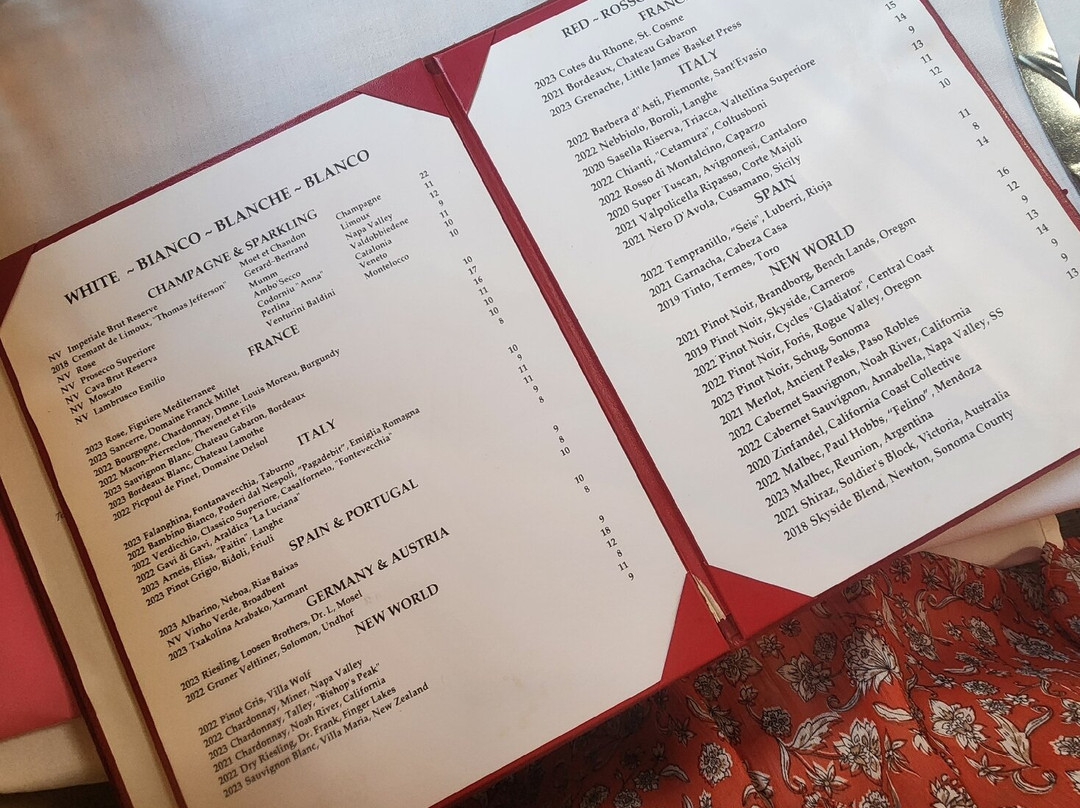 WHITE ~ BIANCO ~ BLANCHE ~ BLANCO
CHAMPAGNE & SPARKLING
NV Imperiale Brut Reserve Moet et Chandon Champagne 22
2018 Cremant de Limoux, "Thomas Jefferson" Gerard-Bertrand Limoux 11
NV Rose Mumm Napa Valley 12
NV Prosecco Superiore Ambo Secco Valdobbiedene 9
NV Cava Brut Reserva Codorniu "Anna" Catalonia 11
NV Moscato Perlina Veneto 10
NV Lambrusco Emilio Venturini Baldini Montelocco 10
FRANCE
2023 Rose, Figuiere Mediterranee 10
2023 Sancerre, Domaine Franck Millet 17
2022 Bourgogne, Chardonnay, Dmne. Louis Moreau, Burgundy 16
2022 Macon-Pierreclos, Thevenet et Fils 11
2023 Sauvignon Blanc, Chateau Gabaron, Bordeaux 10
2023 Bordeaux Blanc, Chateau Lamothe 10
2022 Picpoul de Pinet, Domaine Delsol 8
ITALY
2023 Falanghina, Fontanavecchia, Taburno 10
2022 Bambino Bianco, Poderi dal Nespoli, "Pagadebit", Emiglia Romagna 9
2022 Verdicchio, Classico Superiore, Casalforneto, "Fontevecchia" 11
2022 Gavi di Gavi, Araldica "La Luciana" 11
2023 Arneis, Elisa, "Paitin", Langhe 9
2023 Pinot Grigio, Bidoli, Friuli 8
SPAIN & PORTUGAL
2023 Albarino, Neboa, Rias Baixas 9
NV Vinho Verde, Broadbent 8
2023 Txakolina Arabako, Xarmant 10
GERMANY & AUSTRIA
2023 Riesling, Loosen Brothers, Dr. L, Mosel 10
2022 Gruner Veltliner, Solomon, Undhof 8
NEW WORLD
2022 Pinot Gris, Villa Wolf 9
2022 Chardonnay, Miner, Napa Valley 18
2023 Chardonnay, Talley, "Bishop's Peak" 12
2021 Chardonnay, Noah River, California 8
2022 Dry Riesling, Dr. Frank, Finger Lakes 11
2023 Sauvignon Blanc, Villa Maria, New Zealand 9
RED ~ ROSSO
FRANC
2023 Cotes du Rhone, St. Cosme
2021 Bordeaux, Chateau Gabaron
2023 Grenache, Little James' Basket Press
ITALY
2022 Barbera d'Asti, Piemonte, Sant'Evasio
2022 Nebbiolo, Boroli, Langhe 15
2020 Sasella Riserva, Triacca, Valtellina Superiore 14
2022 Chianti, "Cetamura", Coltusboni 9
2022 Rosso di Montalcino, Caparzo 13
2020 Super Tuscan, Avignonesi, Cantaloro 11
2021 Valpolicella Ripasso, Corte Majoli 12
2021 Nero D'Avola, Cusamano, Sicily 10
SPAIN
2022 Tempranillo, "Seis", Luberri, Rioja 11
2021 Garnacha, Cabeza Casa 8
2019 Tinto, Termes, Toro 14
NEW WORLD
2021 Pinot Noir, Brandborg, Bench Lands, Oregon 16
2019 Pinot Noir, Skyside, Carneros 12
2022 Pinot Noir, Cycles "Gladiator", Central Coast 9
2022 Pinot Noir, Foris, Rogue Valley, Oregon 13
2023 Pinot Noir, Schug, Sonoma 14
2021 Merlot, Ancient Peaks, Paso Robles 9
2022 Cabernet Sauvignon, Noah River, California 13
2022 Cabernet Sauvignon, Annabella, Napa Valley, SS
2020 Zinfandel, California Coast Collective
2022 Malbec, Paul Hobbs, "Felino", Mendoza
2023 Malbec, Reunion, Argentina
2021 Shiraz, Soldier's Block, Victoria, Australia
2018 Skyside Blend, Newton, Sonoma County